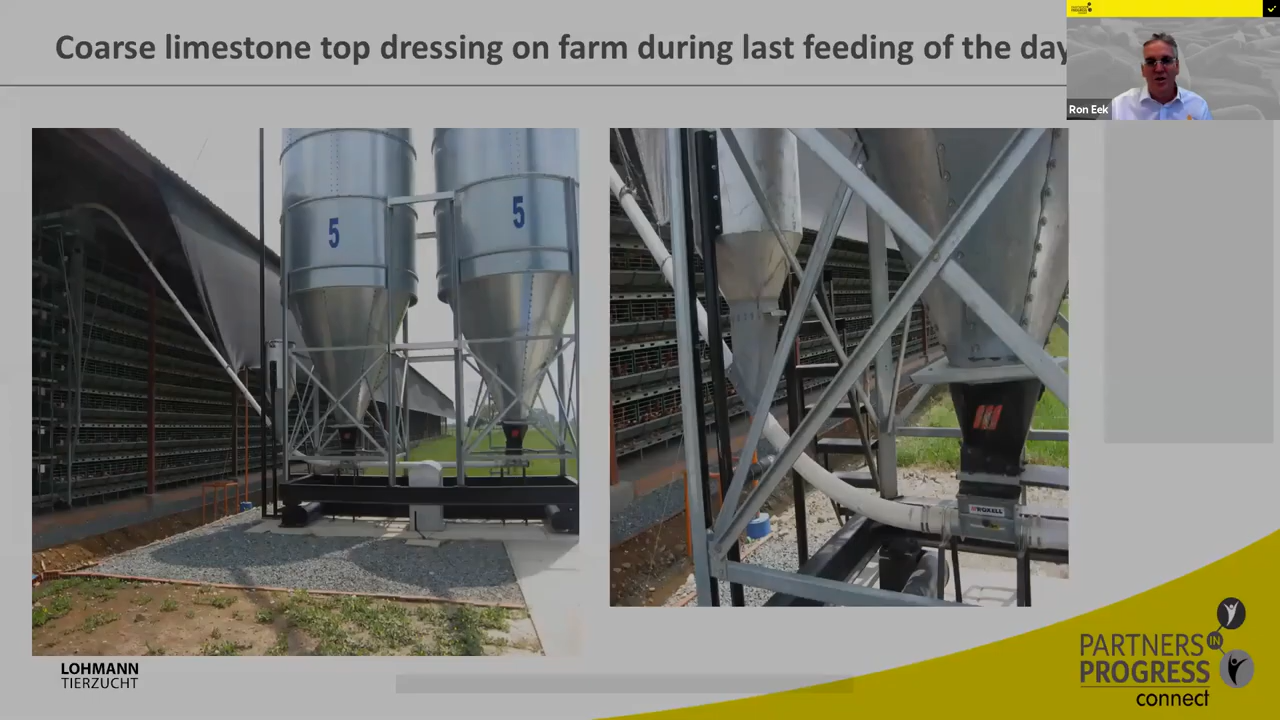 Coarse limestone top dressing on farm during last feeding of the day
Ron Eek
5
5
ROXELL
LOHMANN
TIERZUCHT
PARTNERS
IN
PROGRESS
connect